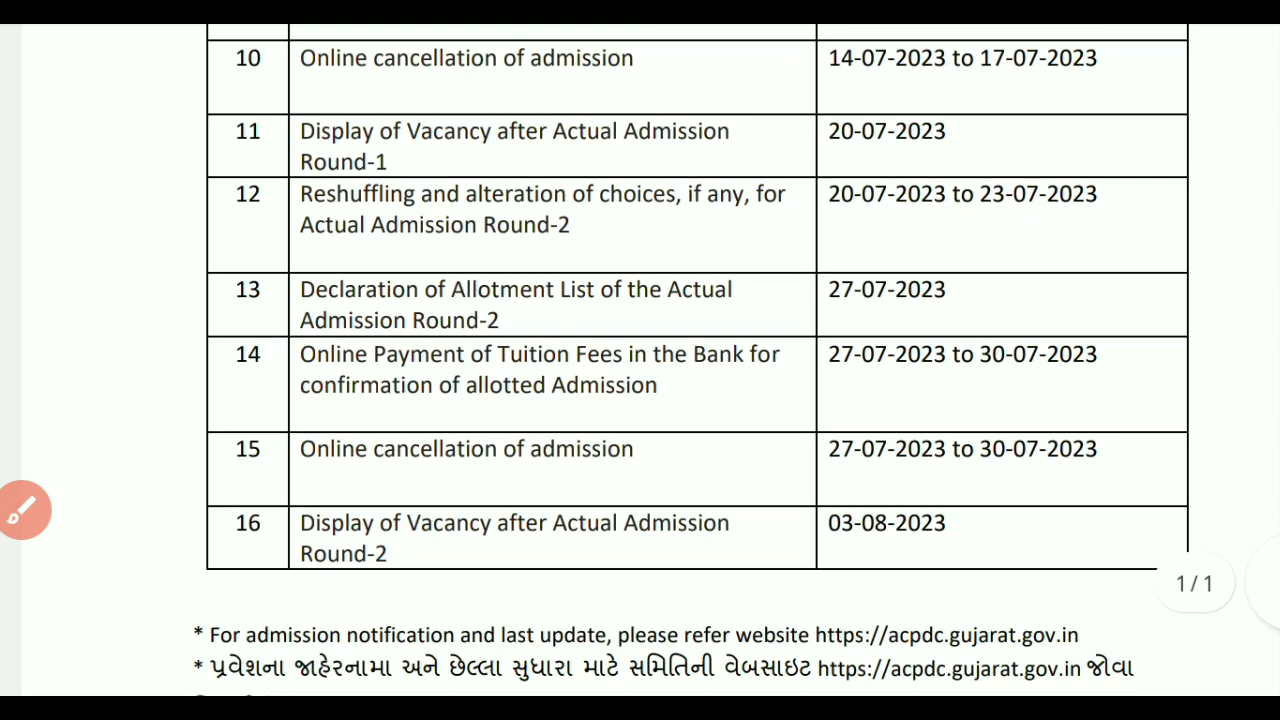 10 Online cancellation of admission 14-07-2023 to 17-07-2023
11 Display of Vacancy after Actual Admission 20-07-2023
Round-1
12 Reshuffling and alteration of choices, if any, for 20-07-2023 to 23-07-2023
Actual Admission Round-2
13 Declaration of Allotment List of the Actual 27-07-2023
Admission Round-2
14 Online Payment of Tuition Fees in the Bank for 27-07-2023 to 30-07-2023
confirmation of allotted Admission
15 Online cancellation of admission 27-07-2023 to 30-07-2023
16 Display of Vacancy after Actual Admission 03-08-2023
Round-2
1 / 1
* For admission notification and last update, please refer website https://acpdc.gujarat.gov.in
* પ્રવેશના જાહેરનામા અને છેલ્લા સુધારા માટે સમિતિની વેબસાઇટ https://acpdc.gujarat.gov.in જોવા